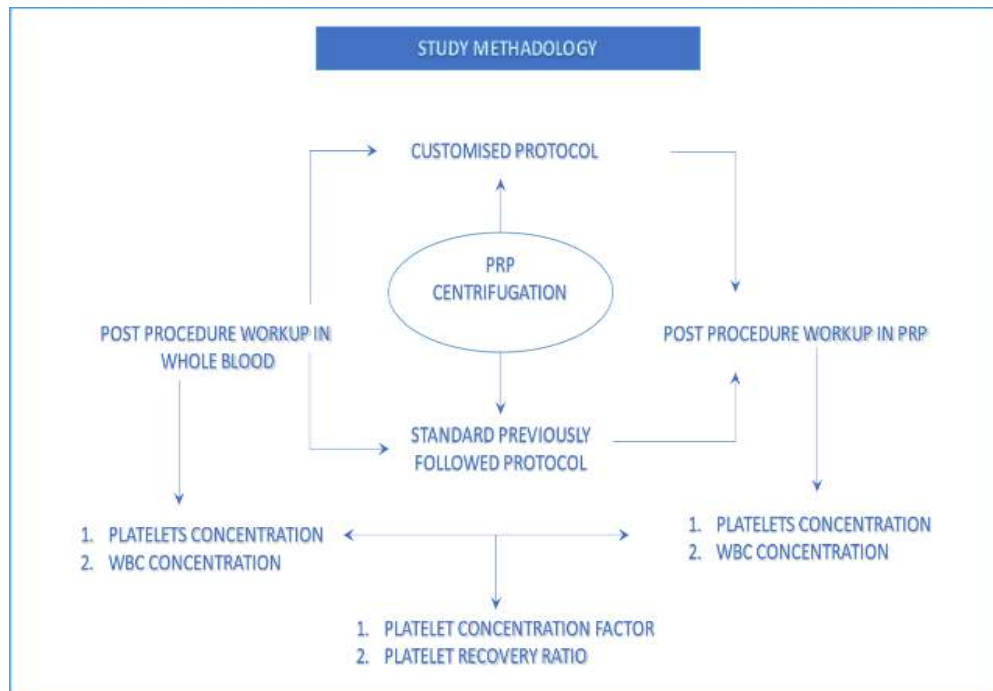 STUDY METHADOLOGY
CUSTOMISED PROTOCOL
PRP
CENTRIFUGATION
POST PROCEDURE WORKUP IN
WHOLE BLOOD
POST PROCEDURE WORKUP IN PRP
STANDARD PREVIOUSLY
FOLLOWED PROTOCOL
1. PLATELETS CONCENTRATION
2. WBC CONCENTRATION
1. PLATELETS CONCENTRATION
2. WBC CONCENTRATION
1. PLATELET CONCENTRATION FACTOR
2. PLATELET RECOVERY RATIO